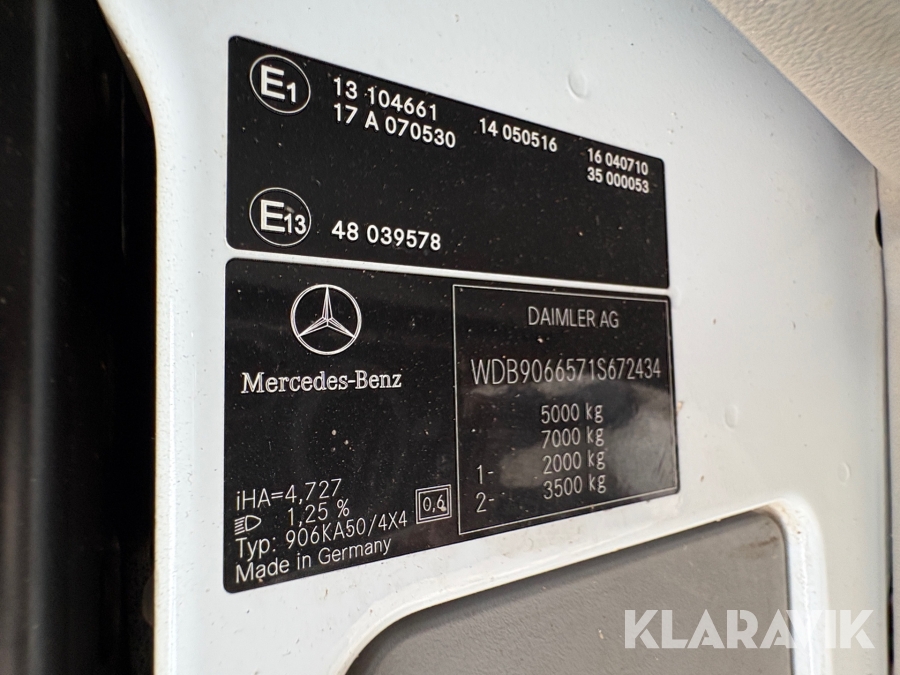 E1
13 104661 14 050516 16 040710
17 A 070530 35 000053
E13 48 039578
Mercedes-Benz
DAIMLER AG
WDB9066571S672434
5000 kg
7000 kg
1- 2000 kg
2- 3500 kg
iHA=4,727
1,25 % 0,6
Typ: 906KA50/4X4
Made in Germany
KLARAVIK